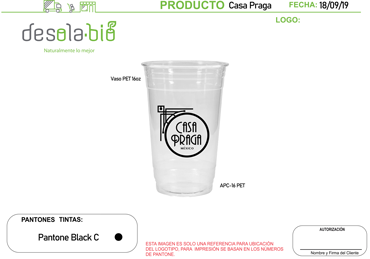 PRODUCTO Casa Praga
FECHA: 18/09/19
LOGO:
desola·bio
Naturalmente lo mejor
Vaso PET 16oz
CASA
PRAGA
MÉXICO
APC-16 PET
PANTONES TINTAS:
Pantone Black C
ESTA IMAGEN ES SOLO UNA REFERENCIA PARA UBICACIÓN
DEL LOGOTIPO, PARA IMPRESIÓN SE BASAN EN LOS NÚMEROS
DE PANTONE.
AUTORIZACIÓN
Nombre y Firma del Cliente